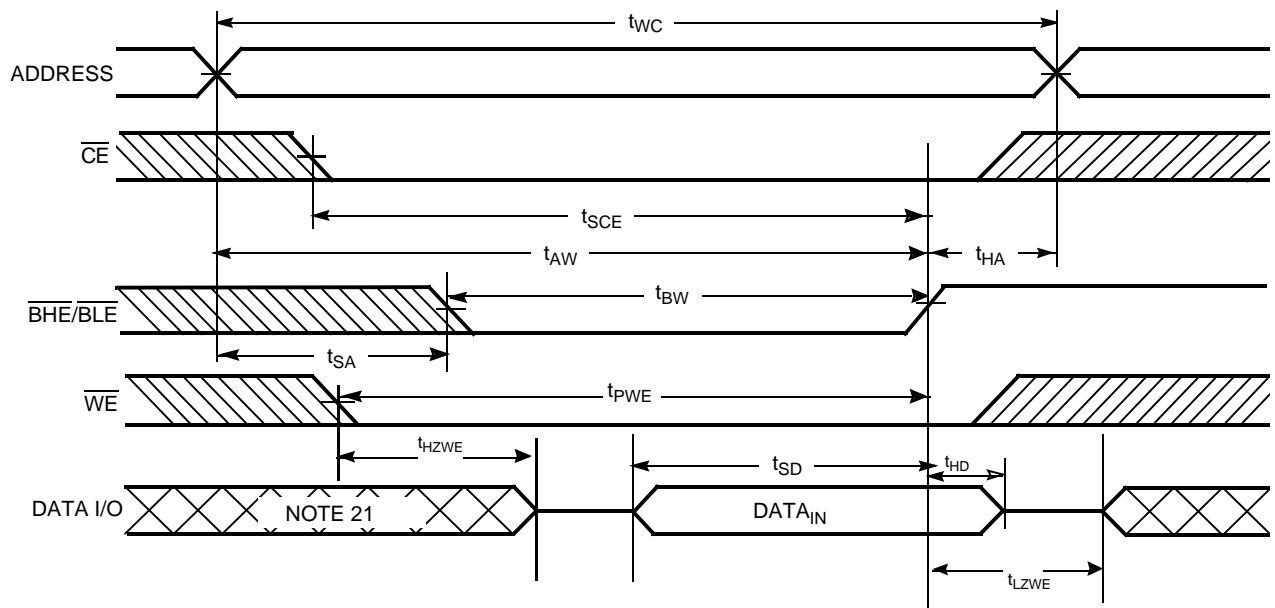 tWC
ADDRESS
CE
tSCE
tAW
tHA
BHE/BLE
tBW
tSA
WE
tPWE
tHZWE
tSD
tHD
DATA I/O
NOTE 21
DATAIN
tLZWE